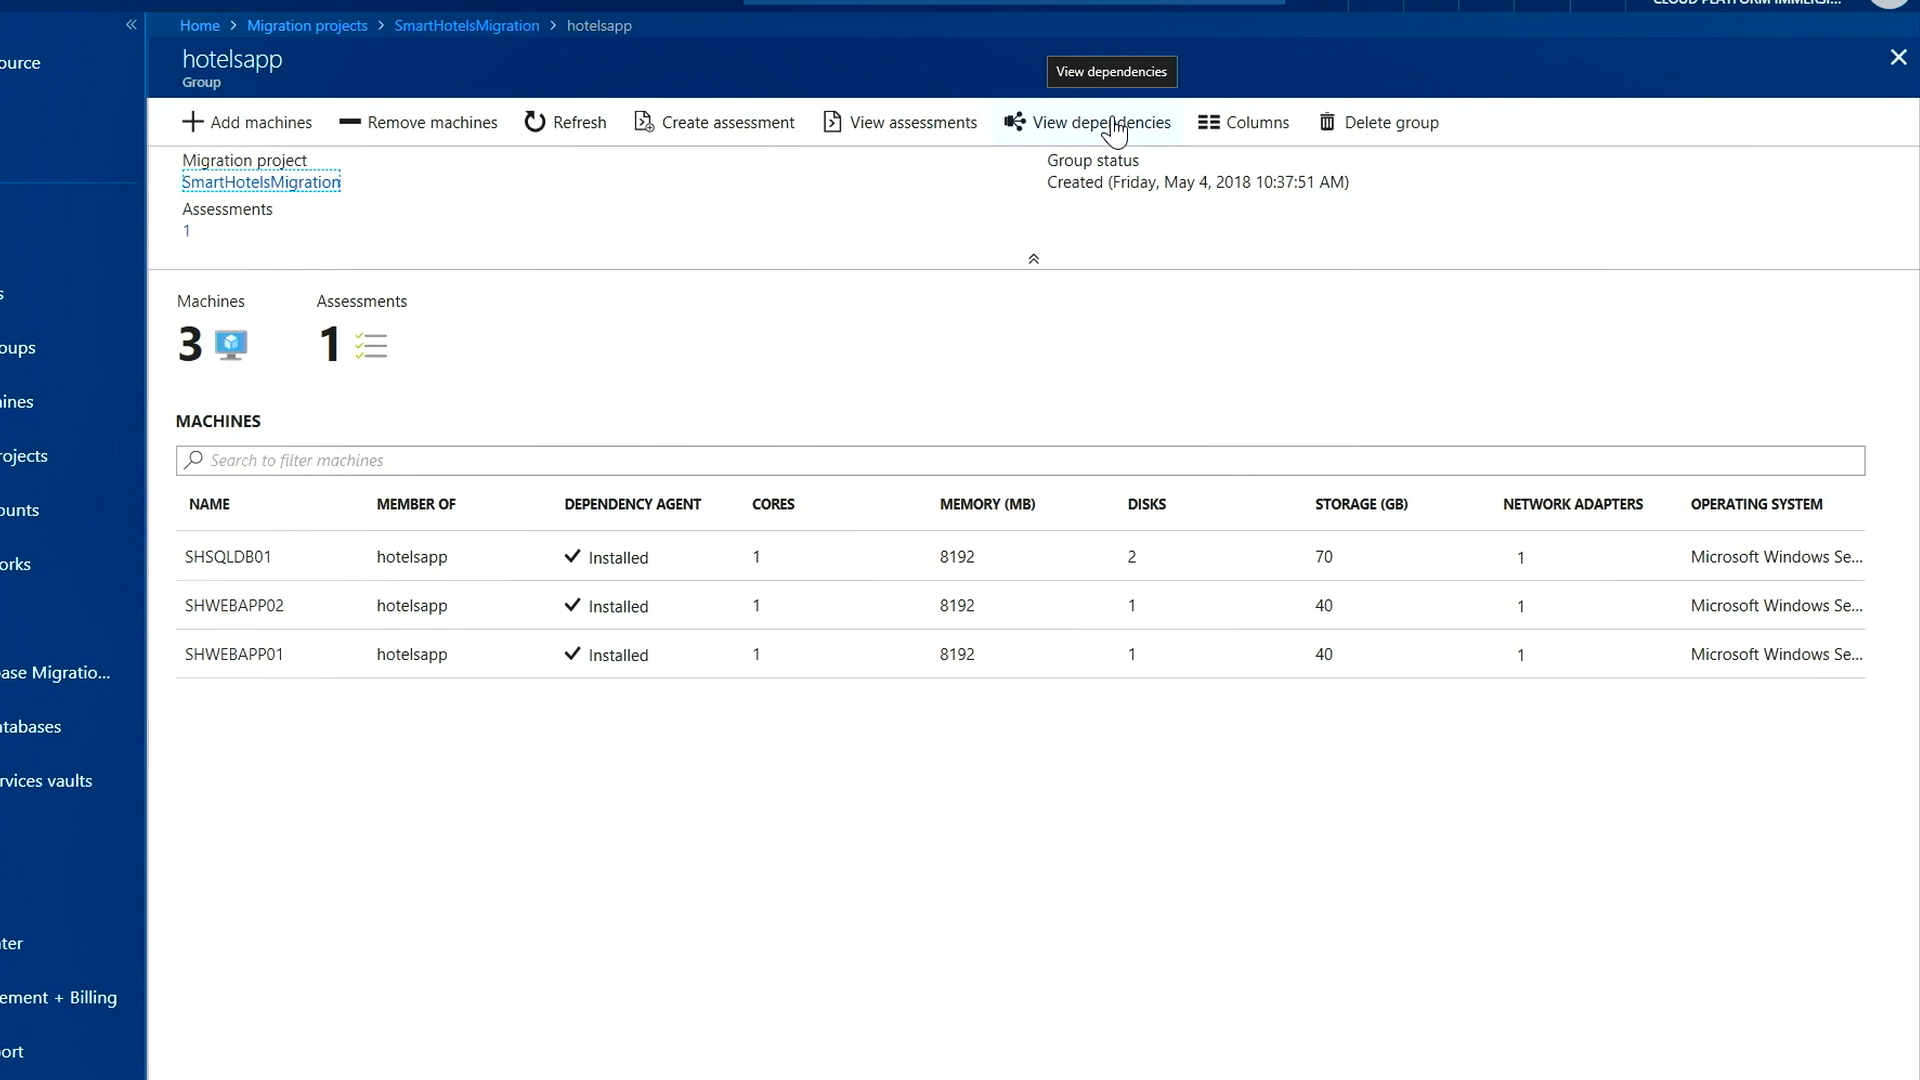 Home > Migration projects > SmartHotelsMigration > hotelsapp
hotelsapp
Group
View dependencies
Add machines Remove machines Refresh Create assessment View assessments View dependencies Columns Delete group
Migration project
SmartHotelsMigration
Group status
Created (Friday, May 4, 2018 10:37:51 AM)
Assessments
1
Machines Assessments
3 1
MACHINES
Search to filter machines
NAME MEMBER OF DEPENDENCY AGENT CORES MEMORY (MB) DISKS STORAGE (GB) NETWORK ADAPTERS OPERATING SYSTEM
SHSQLDB01 hotelsapp Installed 1 8192 2 70 1 Microsoft Windows Se...
SHWEBAPP02 hotelsapp Installed 1 8192 1 40 1 Microsoft Windows Se...
SHWEBAPP01 hotelsapp Installed 1 8192 1 40 1 Microsoft Windows Se...
ource
s
oups
ines
rojects
ounts
orks
ase Migratio...
atabases
rvices vaults
ter
ement + Billing
ort